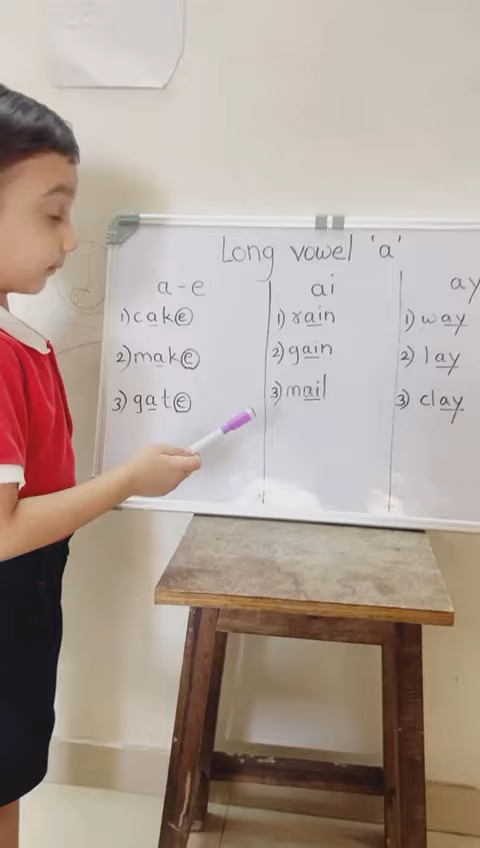 Long vowel 'a'
a-e ai ay
1) cake 1) rain 1) way
2) make 2) gain 2) lay
3) gate 3) mail 3) clay